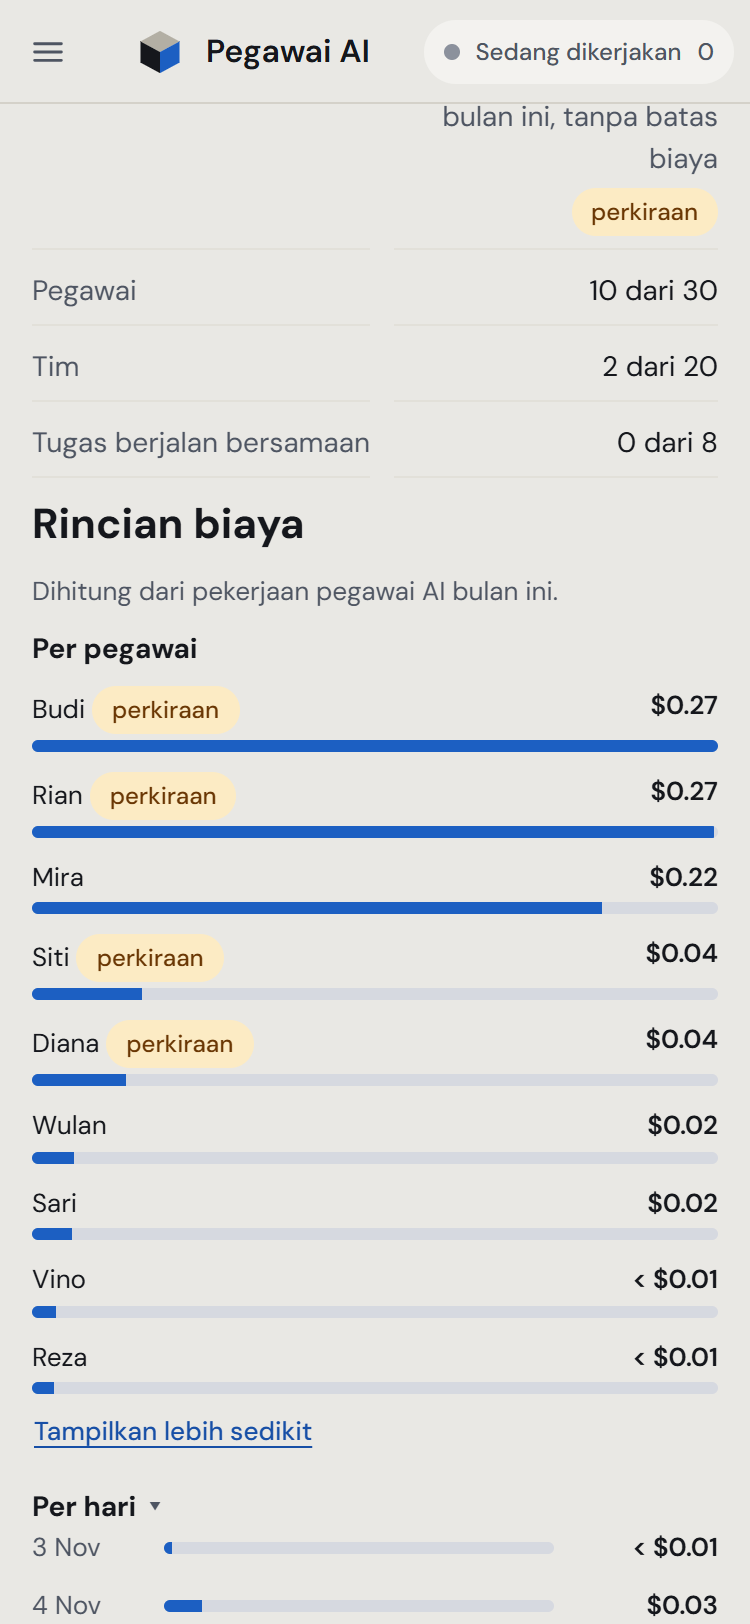 Pegawai AI
Sedang dikerjakan 0
bulan ini, tanpa batas
biaya
perkiraan
Pegawai 10 dari 30
Tim 2 dari 20
Tugas berjalan bersamaan 0 dari 8
Rincian biaya
Dihitung dari pekerjaan pegawai AI bulan ini.
Per pegawai
Budi perkiraan $0.27
Rian perkiraan $0.27
Mira $0.22
Siti perkiraan $0.04
Diana perkiraan $0.04
Wulan $0.02
Sari $0.02
Vino < $0.01
Reza < $0.01
Tampilkan lebih sedikit
Per hari
3 Nov < $0.01
4 Nov $0.03